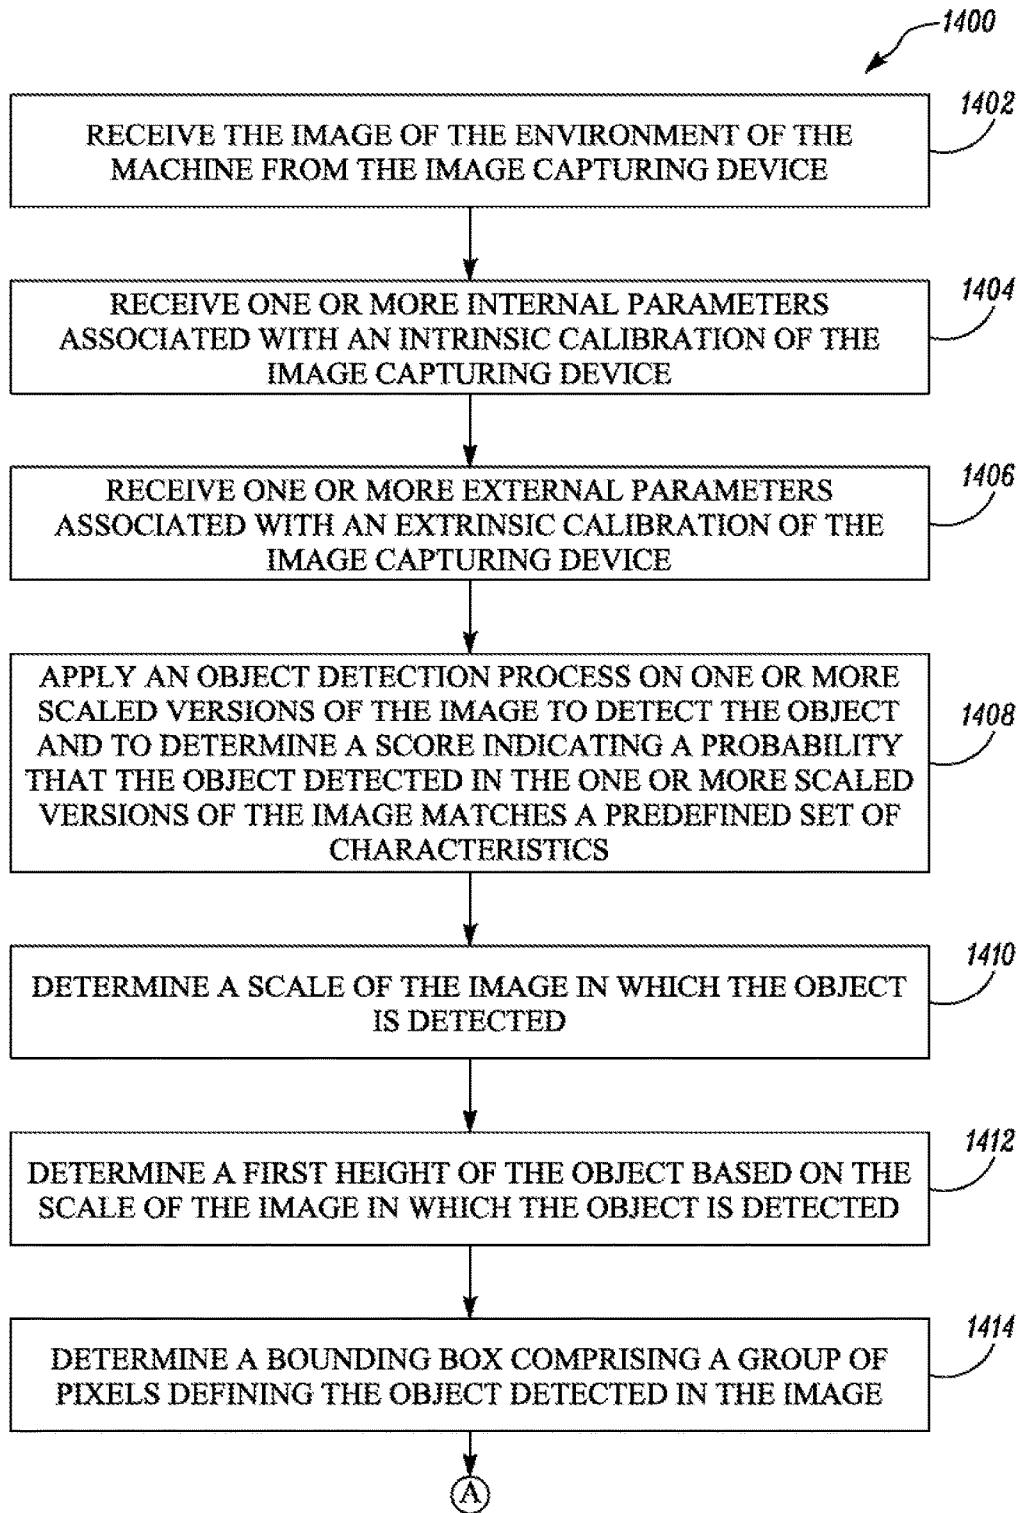 1400
1402
RECEIVE THE IMAGE OF THE ENVIRONMENT OF THE
MACHINE FROM THE IMAGE CAPTURING DEVICE
1404
RECEIVE ONE OR MORE INTERNAL PARAMETERS
ASSOCIATED WITH AN INTRINSIC CALIBRATION OF THE
IMAGE CAPTURING DEVICE
1406
RECEIVE ONE OR MORE EXTERNAL PARAMETERS
ASSOCIATED WITH AN EXTRINSIC CALIBRATION OF THE
IMAGE CAPTURING DEVICE
1408
APPLY AN OBJECT DETECTION PROCESS ON ONE OR MORE
SCALED VERSIONS OF THE IMAGE TO DETECT THE OBJECT
AND TO DETERMINE A SCORE INDICATING A PROBABILITY
THAT THE OBJECT DETECTED IN THE ONE OR MORE SCALED
VERSIONS OF THE IMAGE MATCHES A PREDEFINED SET OF
CHARACTERISTICS
1410
DETERMINE A SCALE OF THE IMAGE IN WHICH THE OBJECT
IS DETECTED
1412
DETERMINE A FIRST HEIGHT OF THE OBJECT BASED ON THE
SCALE OF THE IMAGE IN WHICH THE OBJECT IS DETECTED
1414
DETERMINE A BOUNDING BOX COMPRISING A GROUP OF
PIXELS DEFINING THE OBJECT DETECTED IN THE IMAGE
A